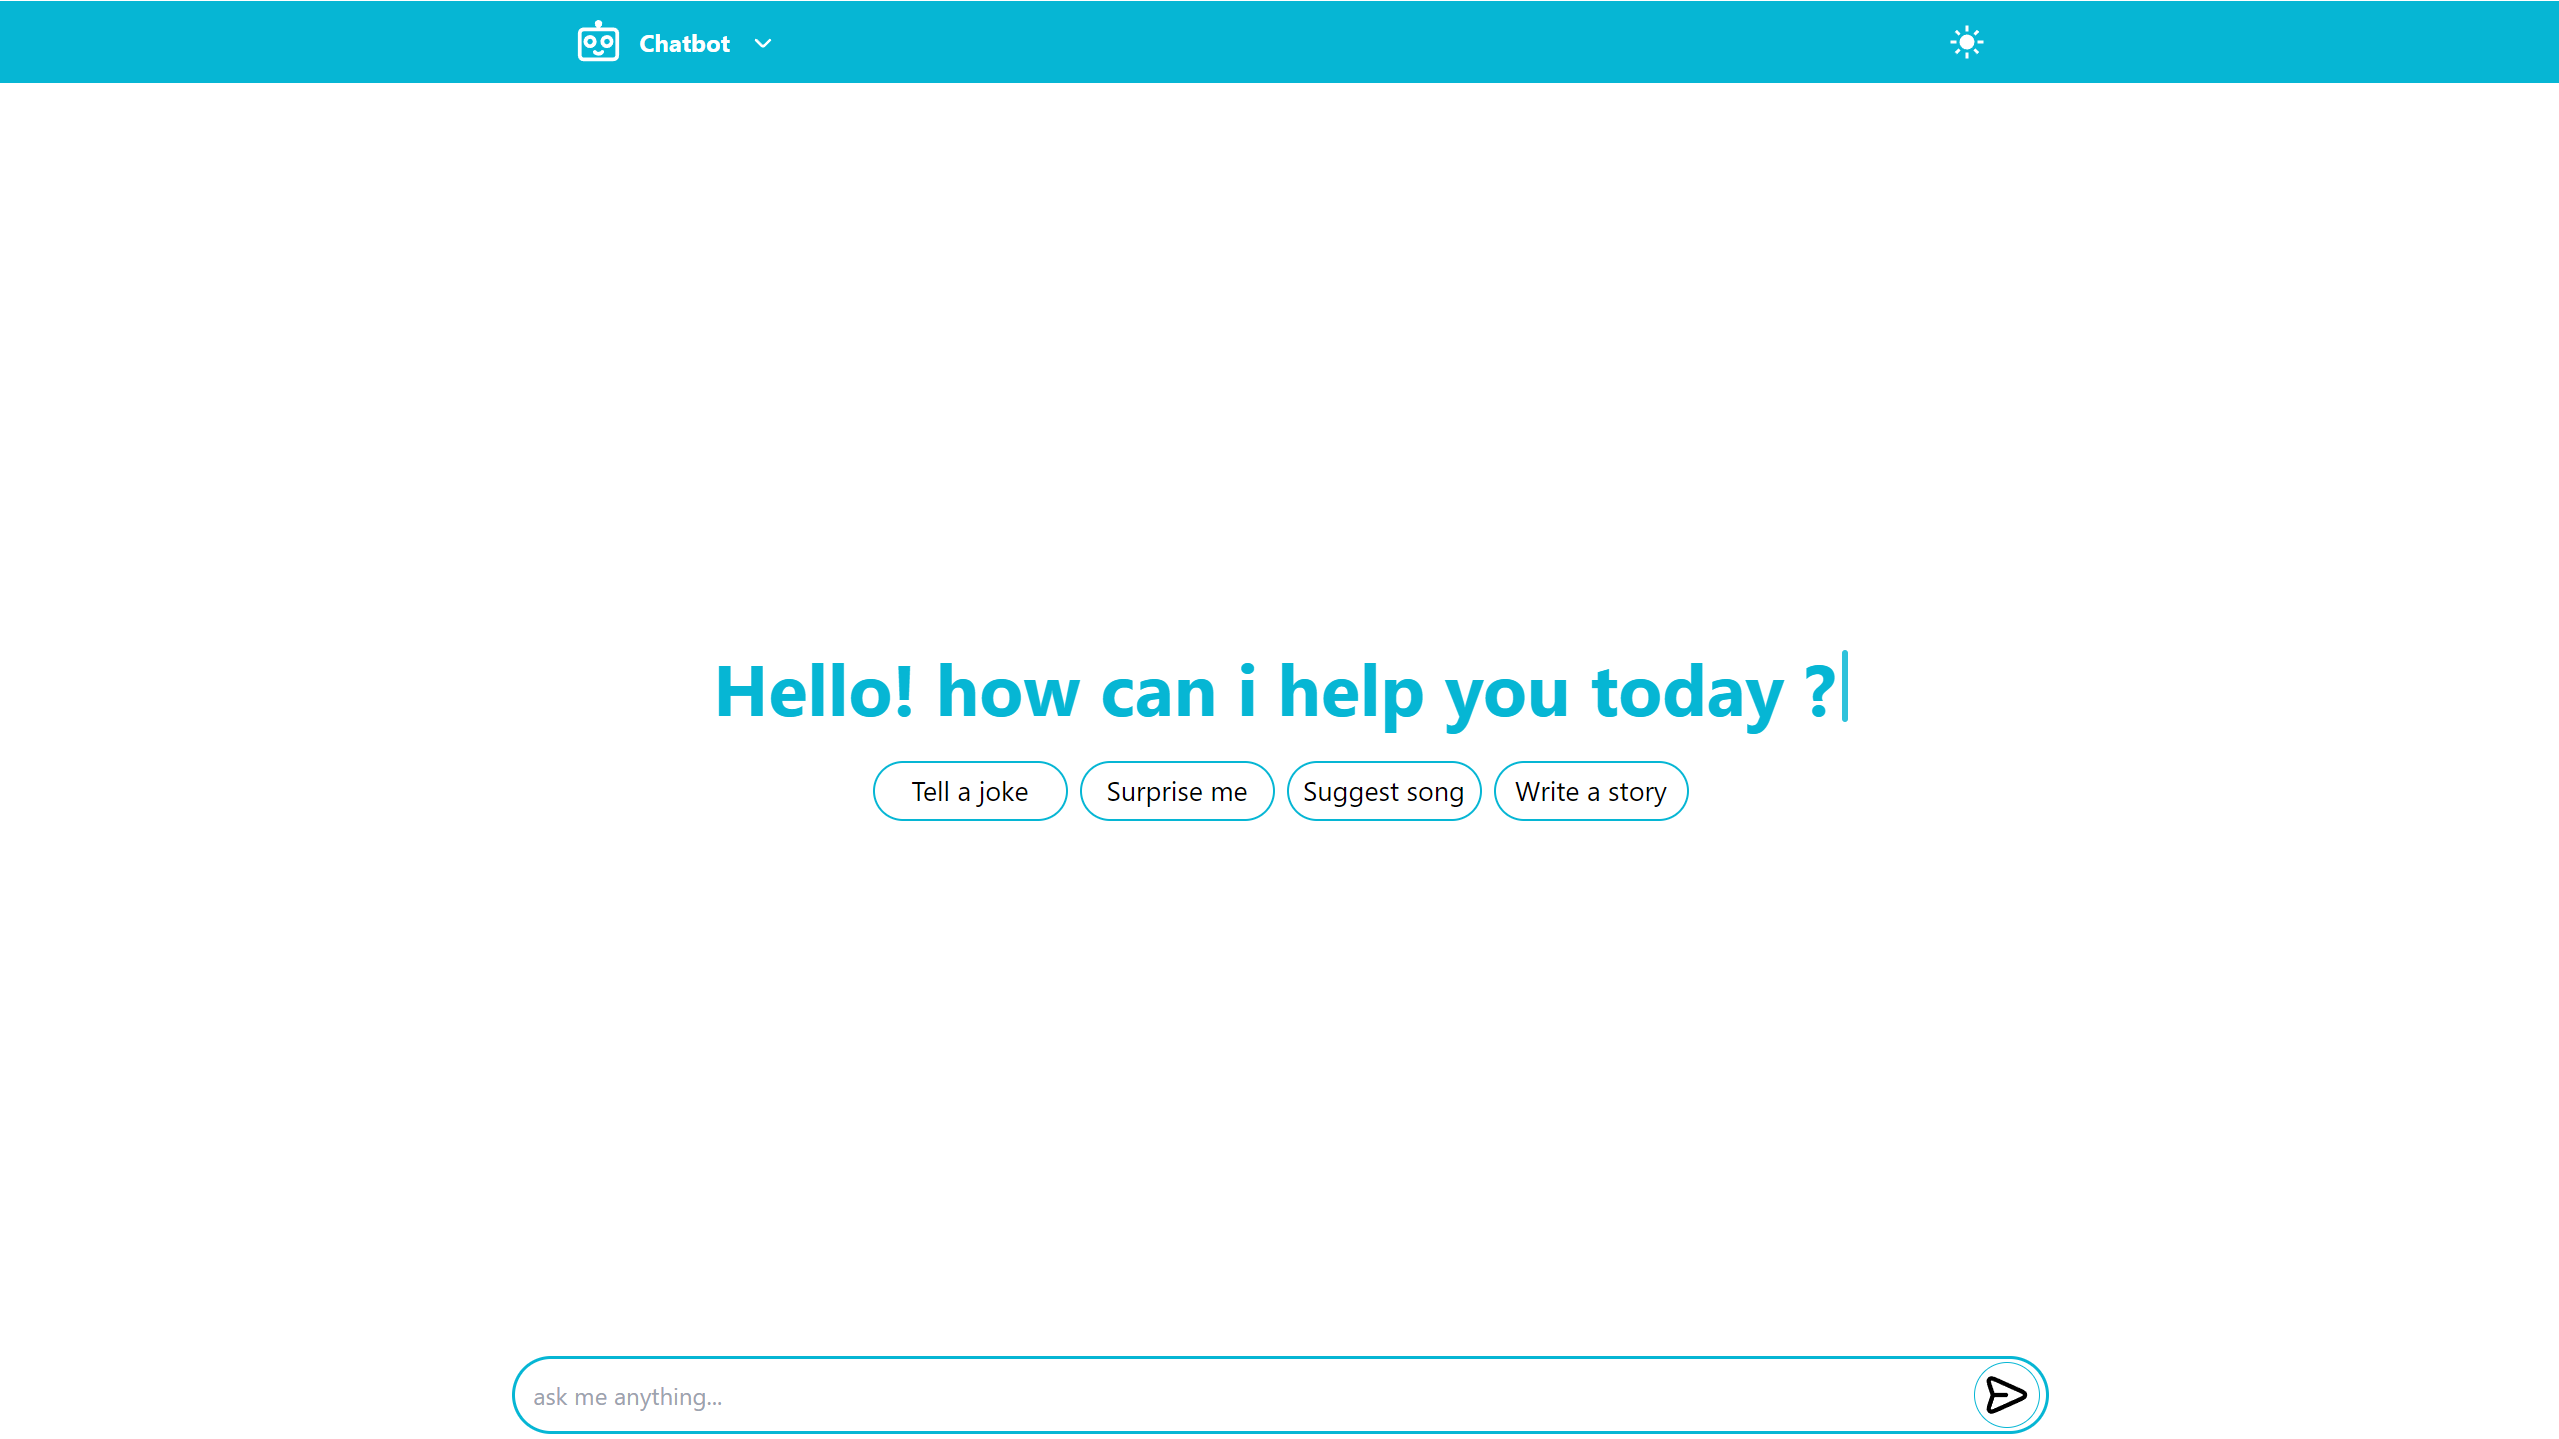 Chatbot
Hello! how can i help you today ?
Tell a joke
Surprise me
Suggest song
Write a story
ask me anything...